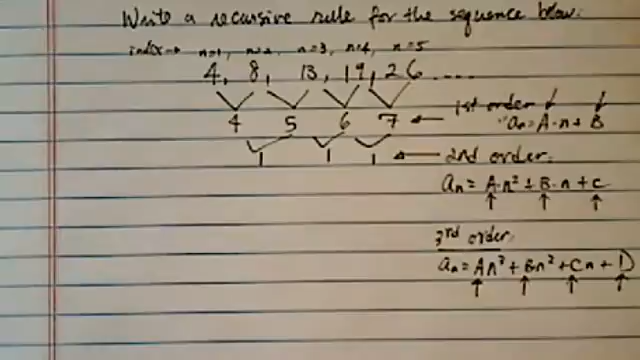 Write a recursive rule for the sequence below:
index→ n=1, n=2, n=3, n=4, n=5
4, 8, 13, 19, 26 ....
4 5 6 7 ← 1st order
an = A·n + B
1 1 1 ← 2nd order:
an = A·n² + B·n + C
3rd order:
an = An³ + Bn² + Cn + D